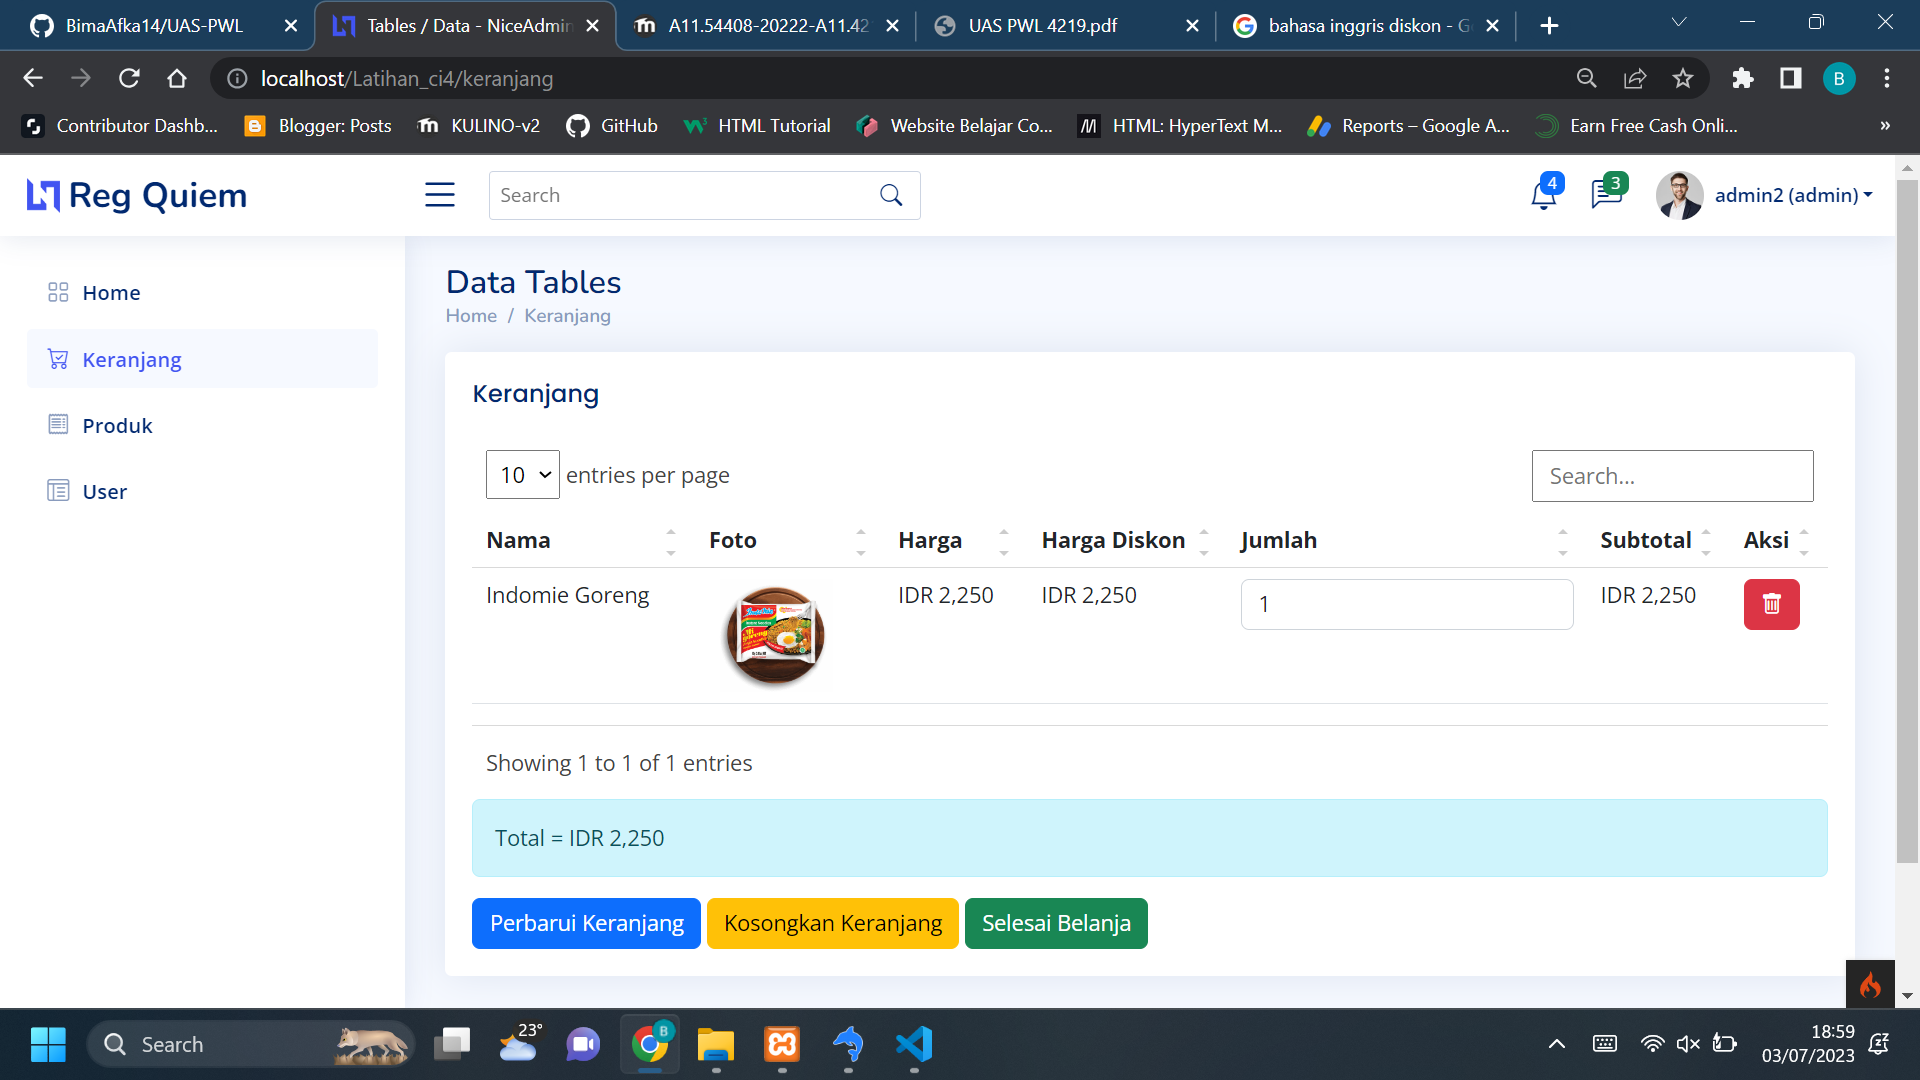 BimaAfka14/UAS-PWL
Tables / Data - NiceAdmin
A11.54408-20222-A11.42
UAS PWL 4219.pdf
bahasa inggris diskon - G
localhost/Latihan_ci4/keranjang
B
Contributor Dashb...
Blogger: Posts
KULINO-v2
GitHub
HTML Tutorial
Website Belajar Co...
HTML: HyperText M...
Reports – Google A...
Earn Free Cash Onli...
»
Reg Quiem
Search
4
3
admin2 (admin)
Home
Keranjang
Produk
User
Data Tables
Home / Keranjang
Keranjang
10 entries per page
Search...
Nama Foto Harga Harga Diskon Jumlah Subtotal Aksi
Indomie Goreng IDR 2,250 IDR 2,250 1 IDR 2,250
Showing 1 to 1 of 1 entries
Total = IDR 2,250
Perbarui Keranjang
Kosongkan Keranjang
Selesai Belanja
Search
23°
B
18:59
03/07/2023